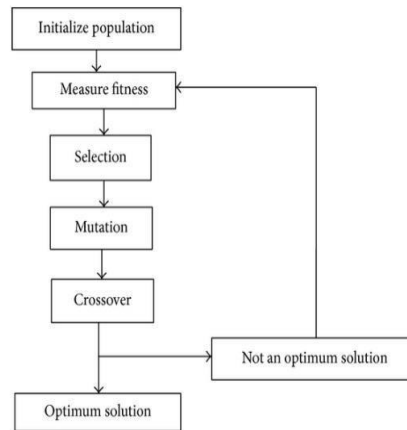 Initialize population
Measure fitness
Selection
Mutation
Crossover
Not an optimum solution
Optimum solution